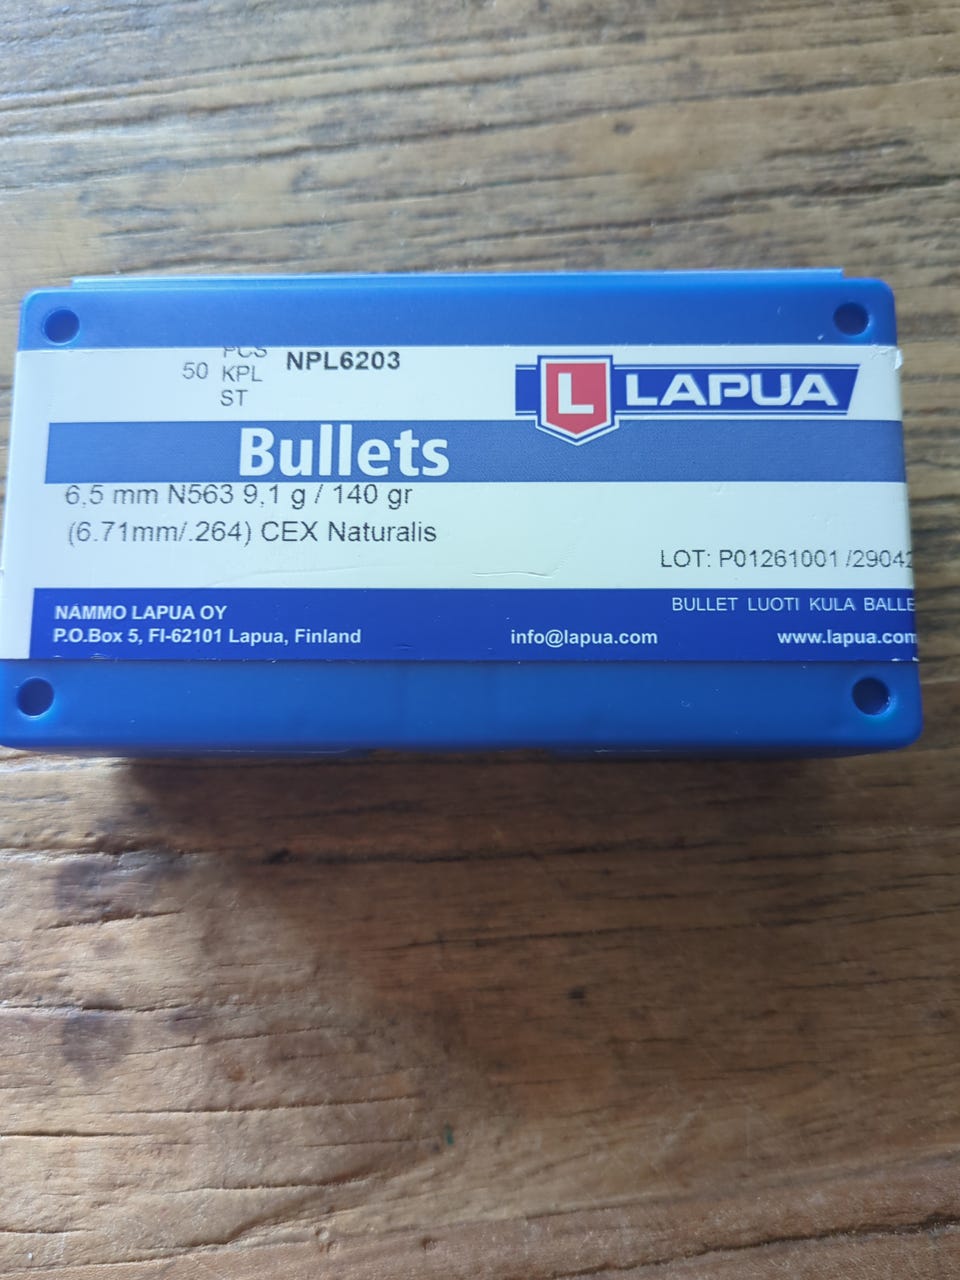 PCS
50 KPL NPL6203
ST
L LAPUA
Bullets
6,5 mm N563 9,1 g / 140 gr
(6.71mm/.264) CEX Naturalis
LOT: P01261001 /29042
NAMMO LAPUA OY
P.O.Box 5, FI-62101 Lapua, Finland
info@lapua.com
BULLET LUOTI KULA BALLE
www.lapua.com